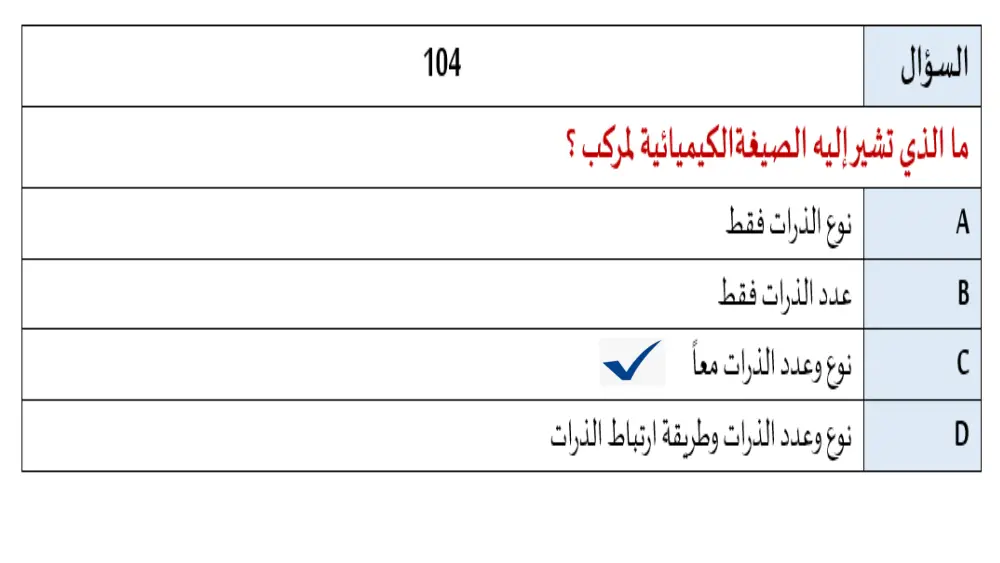 السؤال 104
ما الذي تشير إليه الصيغة الكيميائية لمركب ؟
A نوع الذرات فقط
B عدد الذرات فقط
C نوع وعدد الذرات معاً
D نوع وعدد الذرات وطريقة ارتباط الذرات